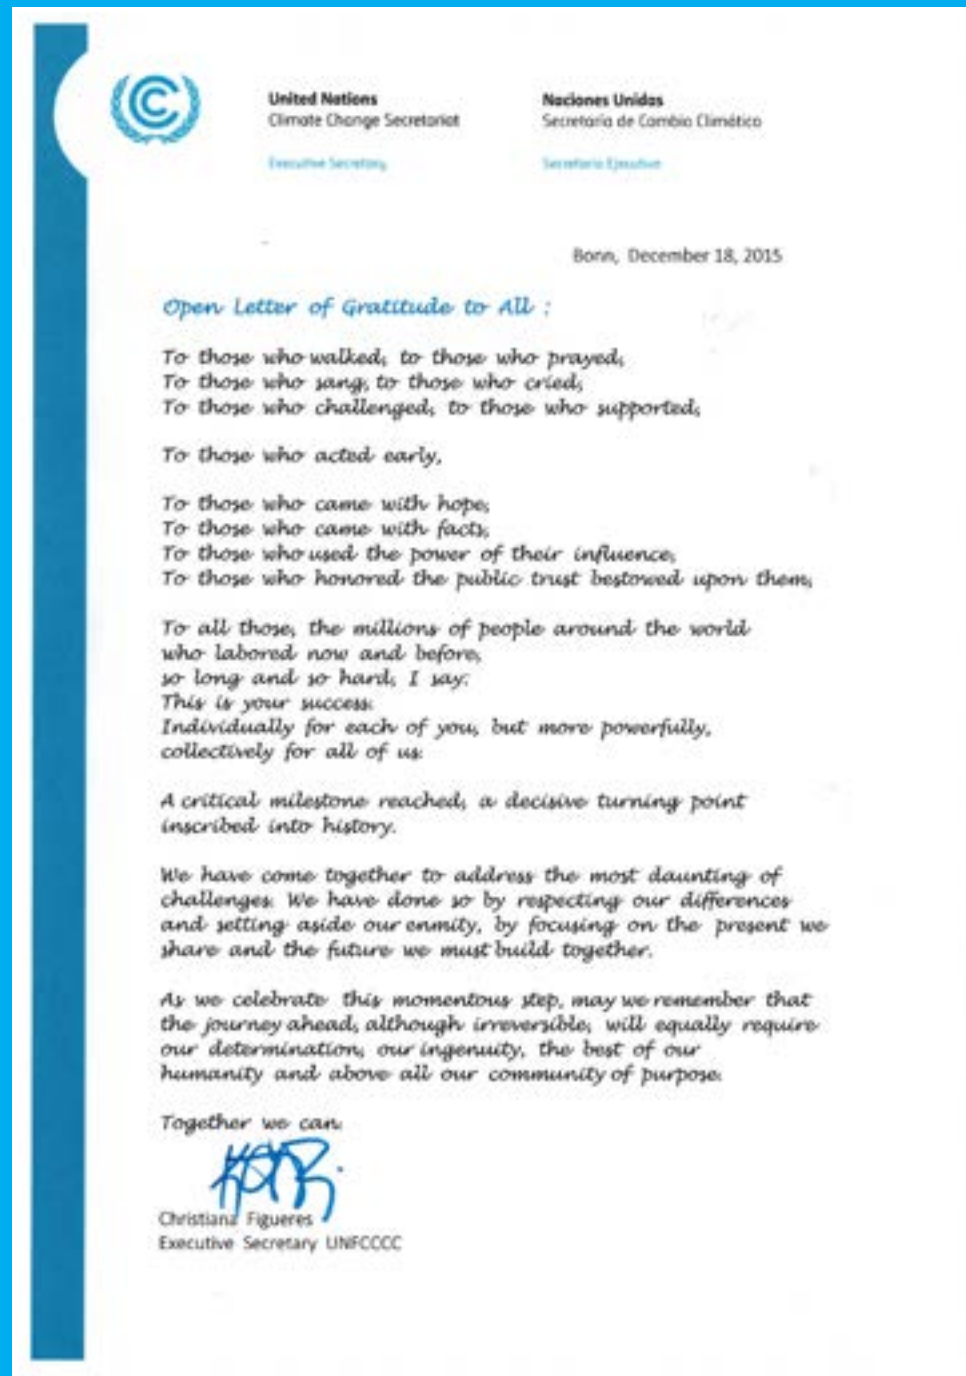 United Nations
Climate Change Secretariat
Executive Secretary
Naciones Unidas
Secretaría de Cambio Climático
Secretaría Ejecutiva
Bonn, December 18, 2015
Open Letter of Gratitude to All :
To those who walked, to those who prayed,
To those who sang, to those who cried,
To those who challenged, to those who supported,
To those who acted early,
To those who came with hope,
To those who came with facts,
To those who used the power of their influence,
To those who honored the public trust bestowed upon them,
To all those, the millions of people around the world
who labored now and before,
so long and so hard, I say:
This is your success.
Individually for each of you, but more powerfully,
collectively for all of us.
A critical milestone reached, a decisive turning point
inscribed into history.
We have come together to address the most daunting of
challenges. We have done so by respecting our differences
and setting aside our enmity, by focusing on the present we
share and the future we must build together.
As we celebrate this momentous step, may we remember that
the journey ahead, although irreversible, will equally require
our determination, our ingenuity, the best of our
humanity and above all our community of purpose.
Together we can.
Christiana Figueres
Executive Secretary UNFCCCC